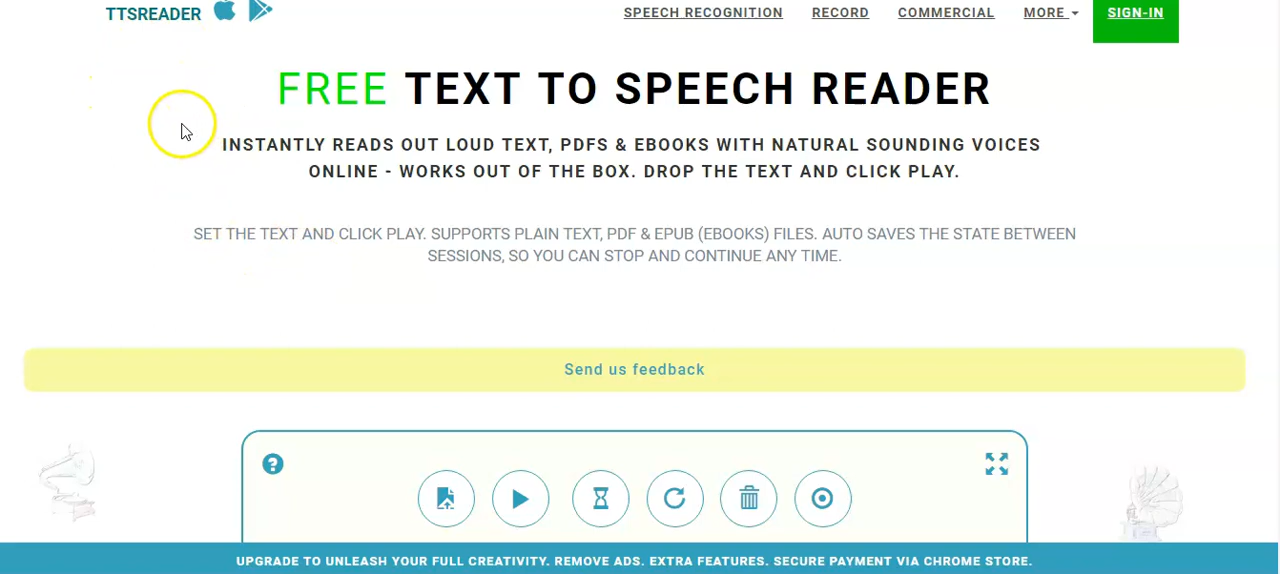 TTSREADER
SPEECH RECOGNITION RECORD COMMERCIAL MORE SIGN-IN
FREE TEXT TO SPEECH READER
INSTANTLY READS OUT LOUD TEXT, PDFS & EBOOKS WITH NATURAL SOUNDING VOICES
ONLINE - WORKS OUT OF THE BOX. DROP THE TEXT AND CLICK PLAY.
SET THE TEXT AND CLICK PLAY. SUPPORTS PLAIN TEXT, PDF & EPUB (EBOOKS) FILES. AUTO SAVES THE STATE BETWEEN
SESSIONS, SO YOU CAN STOP AND CONTINUE ANY TIME.
Send us feedback
?
UPGRADE TO UNLEASH YOUR FULL CREATIVITY. REMOVE ADS. EXTRA FEATURES. SECURE PAYMENT VIA CHROME STORE.